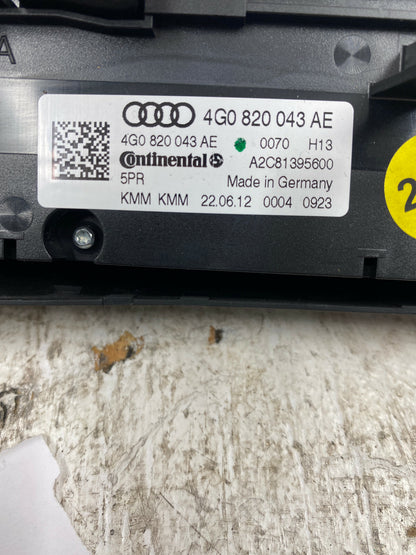 A
4G0 820 043 AE
4G0 820 043 AE 0070 H13
Continental A2C81395600
5PR Made in Germany
KMM KMM 22.06.12 0004 0923
2